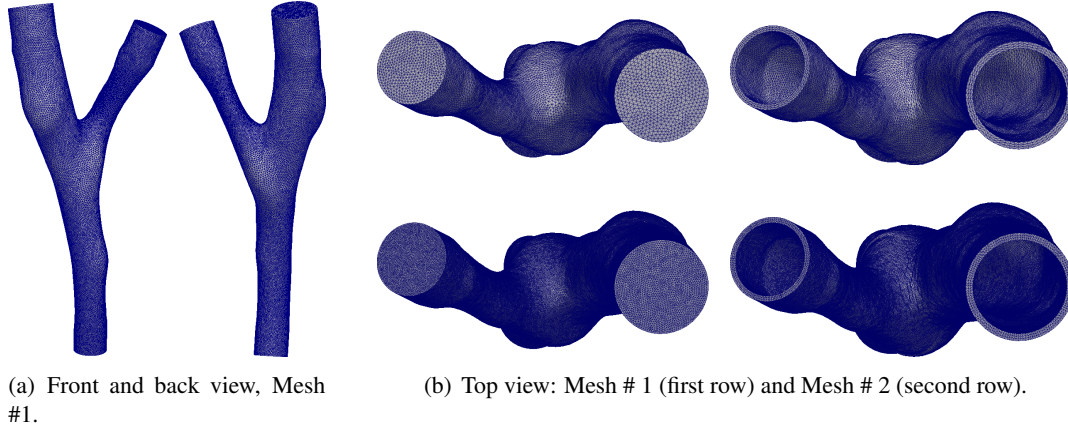 (a) Front and back view, Mesh
#1.
(b) Top view: Mesh # 1 (first row) and Mesh # 2 (second row).